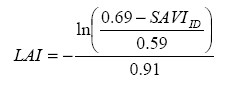 LAI = − ln( (0.69 − SAVI_ID) / 0.59 ) / 0.91